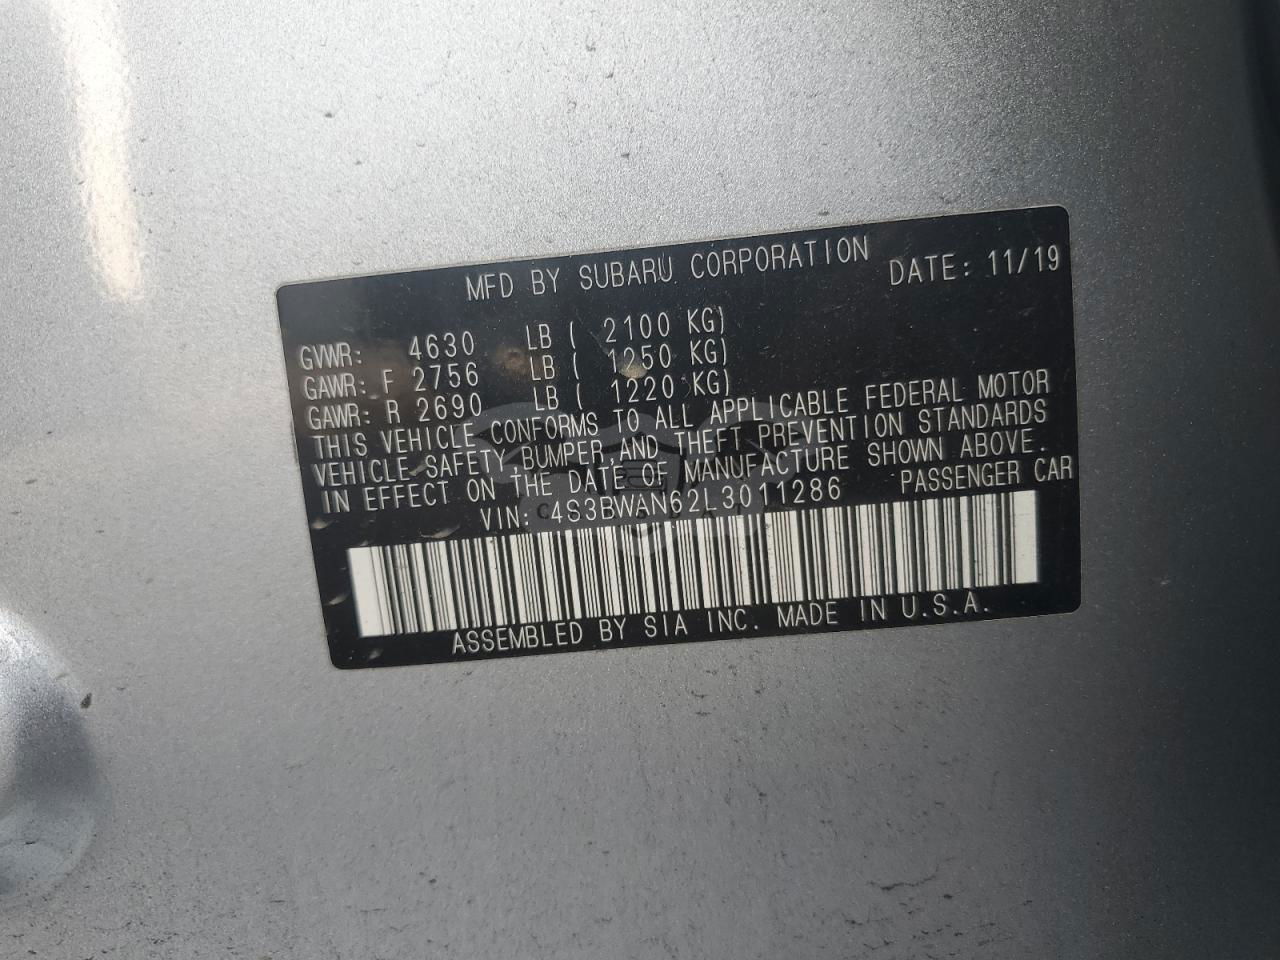 MFD BY SUBARU CORPORATION DATE: 11/19
GVWR: 4630 LB ( 2100 KG)
GAWR: F 2756 LB ( 1250 KG)
GAWR: R 2690 LB ( 1220 KG)
THIS VEHICLE CONFORMS TO ALL APPLICABLE FEDERAL MOTOR
VEHICLE SAFETY, BUMPER, AND THEFT PREVENTION STANDARDS
IN EFFECT ON THE DATE OF MANUFACTURE SHOWN ABOVE.
VIN: 4S3BWAN62L3011286 PASSENGER CAR
ASSEMBLED BY SIA INC. MADE IN U.S.A.